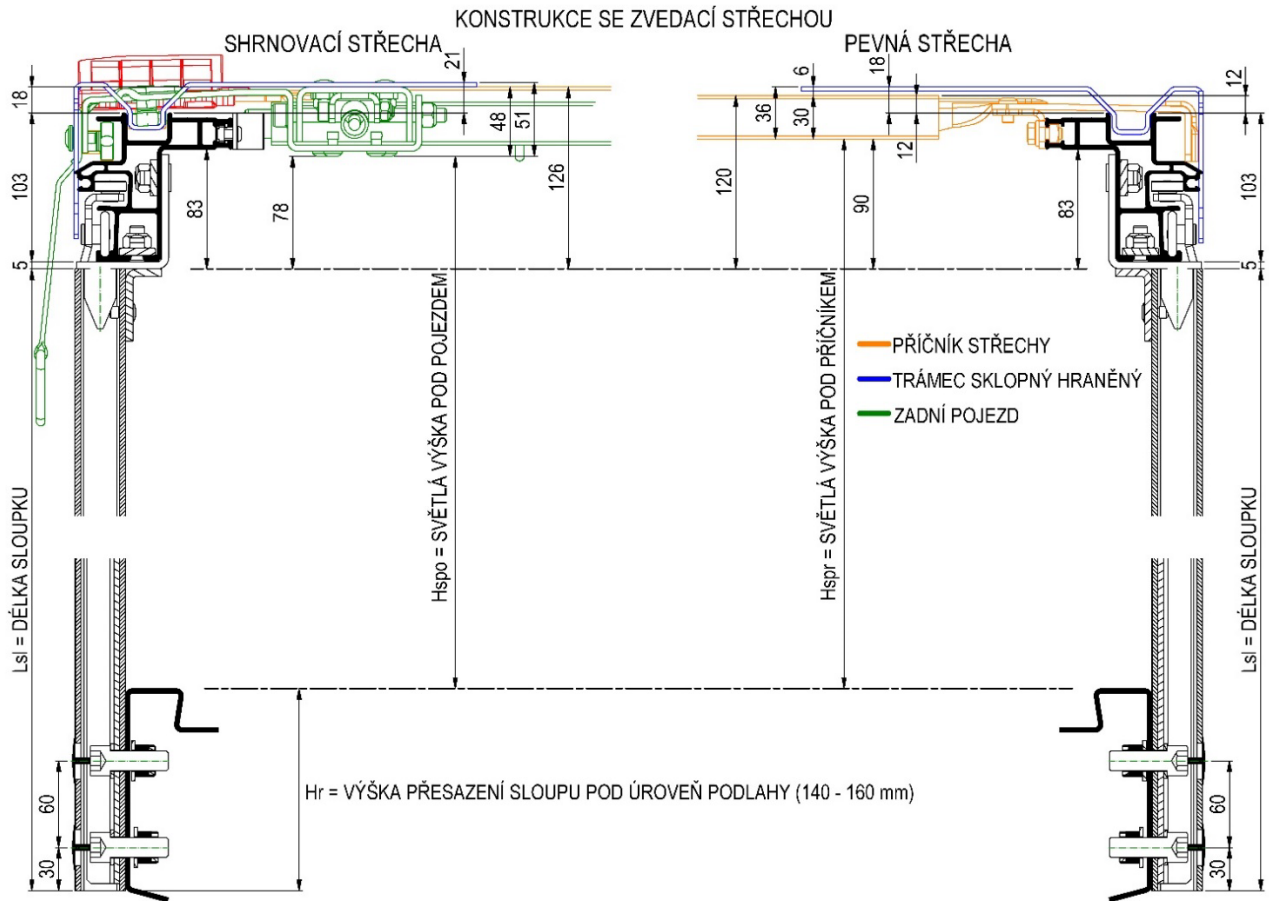 KONSTRUKCE SE ZVEDACÍ STŘECHOU
SHRNOVACÍ STŘECHA
PEVNÁ STŘECHA
18
103
5
83
78
48
51
21
126
36
6
30
18
12
12
120
90
83
103
5
PŘÍČNÍK STŘECHY
TRÁMEC SKLOPNÝ HRANĚNÝ
ZADNÍ POJEZD
Lsl = DÉLKA SLOUPKU
Hspo = SVĚTLÁ VÝŠKA POD POJEZDEM
Hspr = SVĚTLÁ VÝŠKA POD PŘÍČNÍKEM
Lsl = DÉLKA SLOUPKU
Hr = VÝŠKA PŘESAZENÍ SLOUPU POD ÚROVEŇ PODLAHY (140 - 160 mm)
60
30
60
30